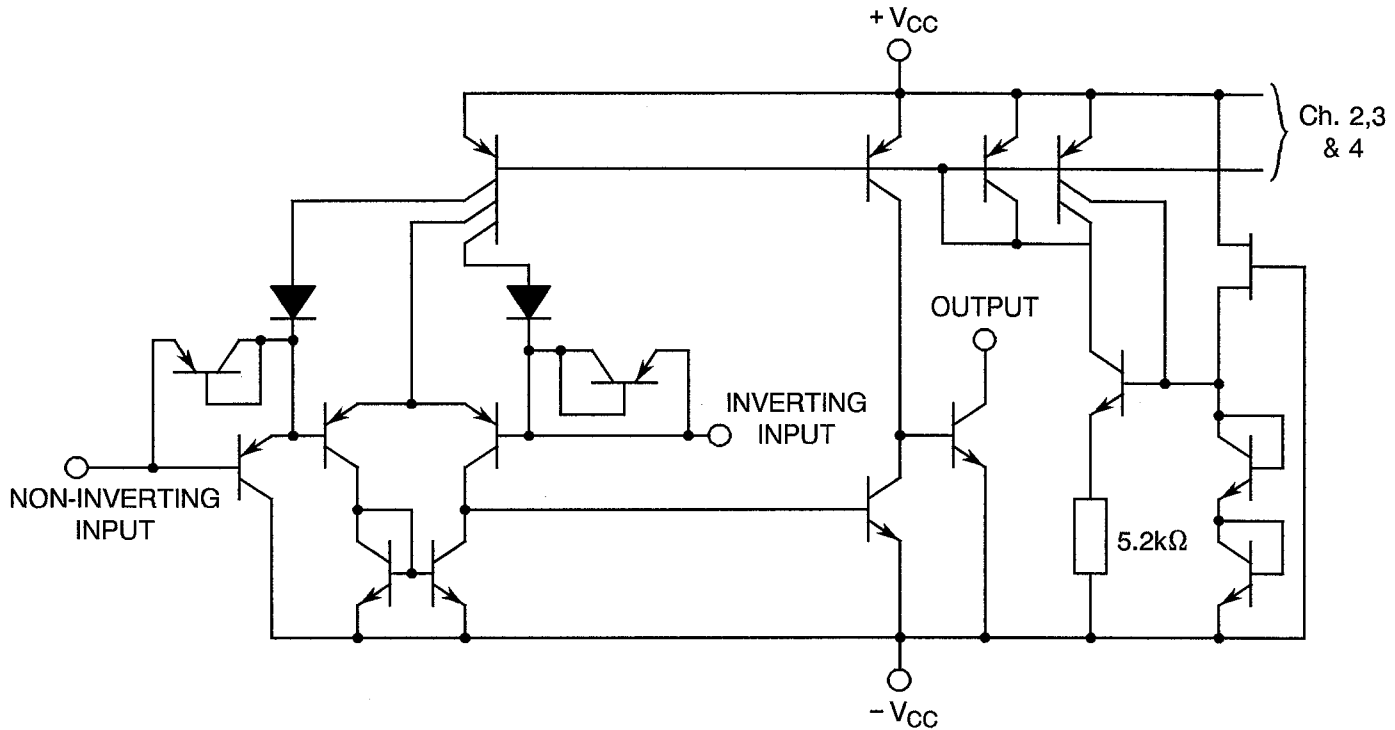 + VCC
Ch. 2,3
& 4
OUTPUT
INVERTING
INPUT
NON-INVERTING
INPUT
5.2kΩ
− VCC